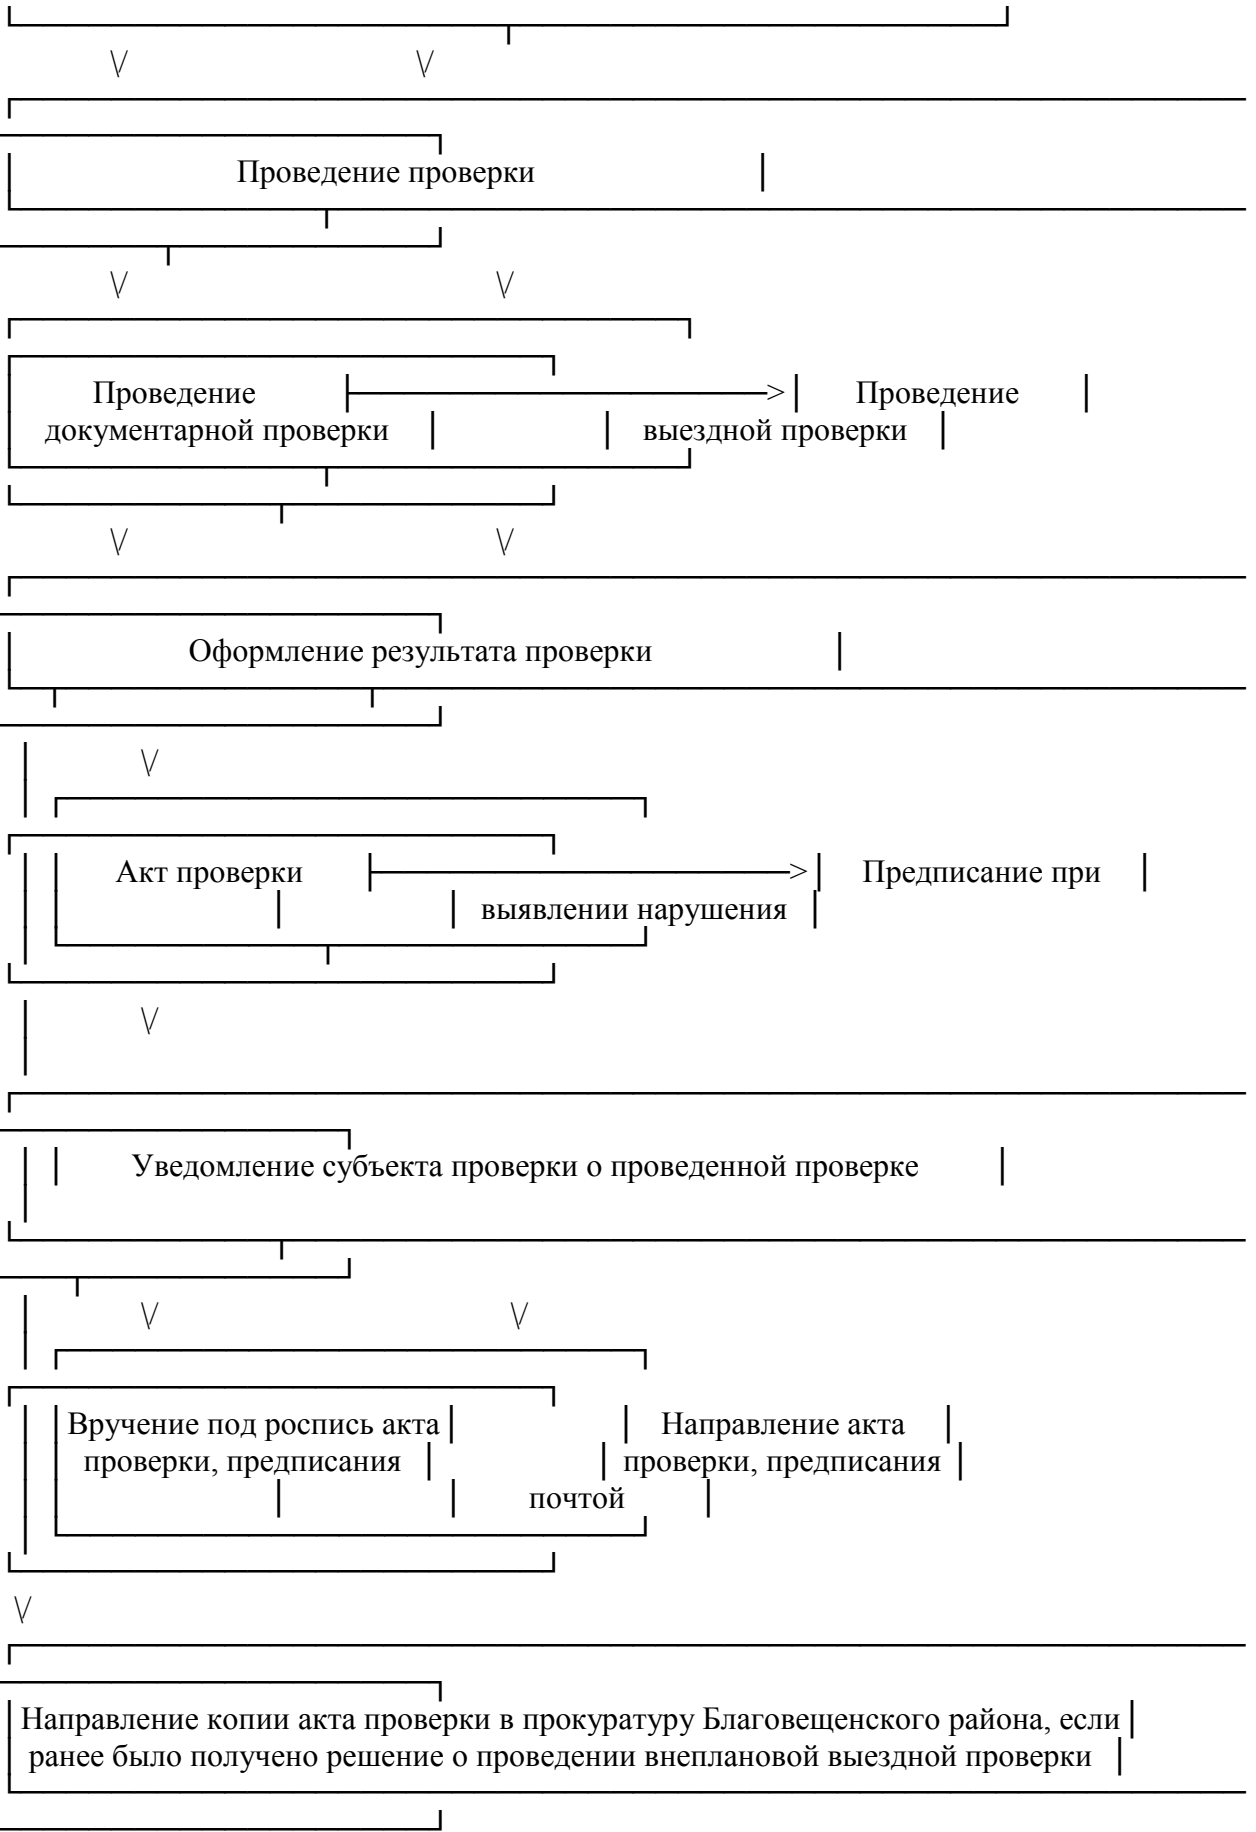 Проведение проверки
Проведение > Проведение
документарной проверки выездной проверки
Оформление результата проверки
Акт проверки > Предписание при
выявлении нарушения
Уведомление субъекта проверки о проведенной проверке
Вручение под роспись акта Направление акта
проверки, предписания проверки, предписания
почтой
Направление копии акта проверки в прокуратуру Благовещенского района, если
ранее было получено решение о проведении внеплановой выездной проверки